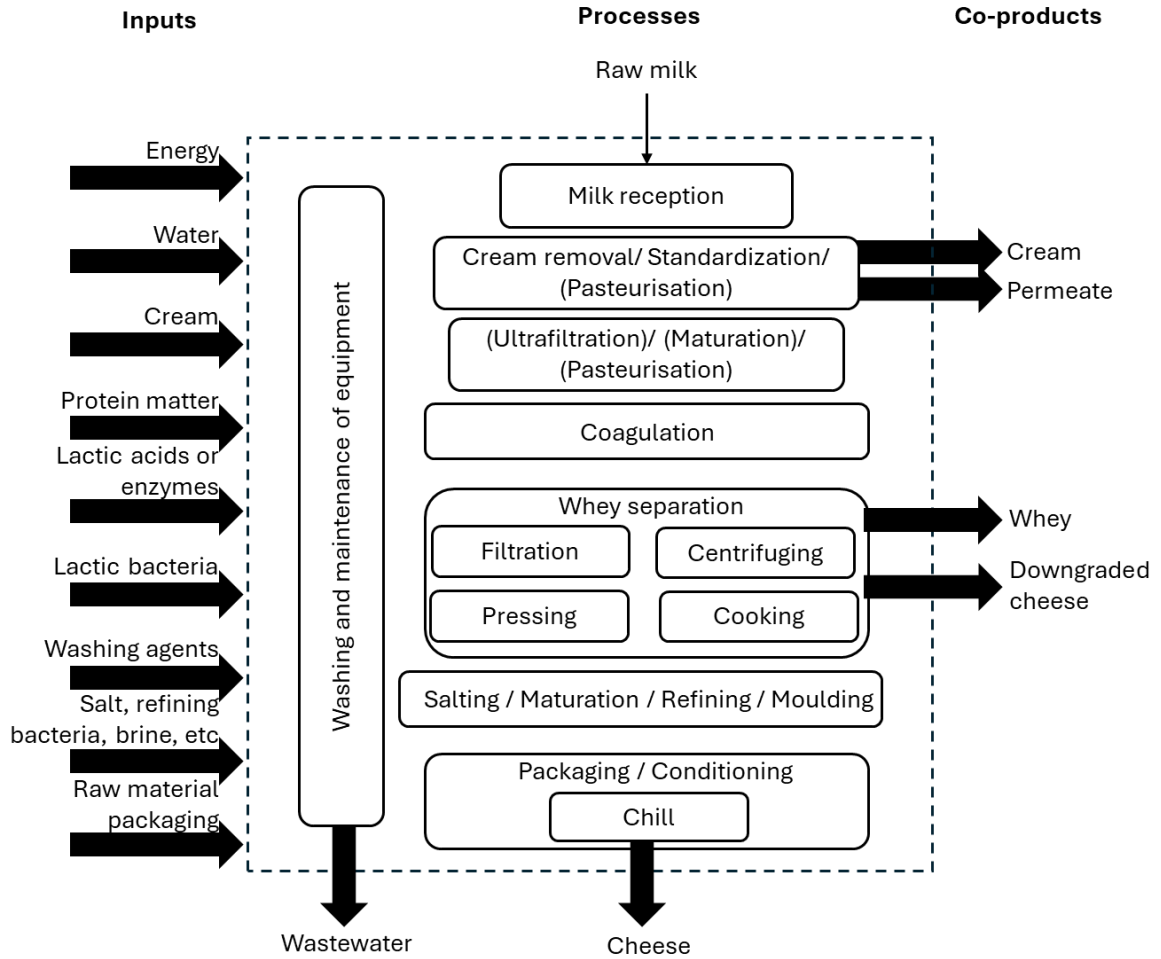 Inputs
Processes
Co-products
Raw milk
Energy
Water
Cream
Protein matter
Lactic acids or
enzymes
Lactic bacteria
Washing agents
Salt, refining
bacteria, brine, etc
Raw material
packaging
Washing and maintenance of equipment
Milk reception
Cream removal/ Standardization/
(Pasteurisation)
(Ultrafiltration)/ (Maturation)/
(Pasteurisation)
Coagulation
Whey separation
Filtration
Centrifuging
Pressing
Cooking
Salting / Maturation / Refining / Moulding
Packaging / Conditioning
Chill
Cream
Permeate
Whey
Downgraded
cheese
Wastewater
Cheese